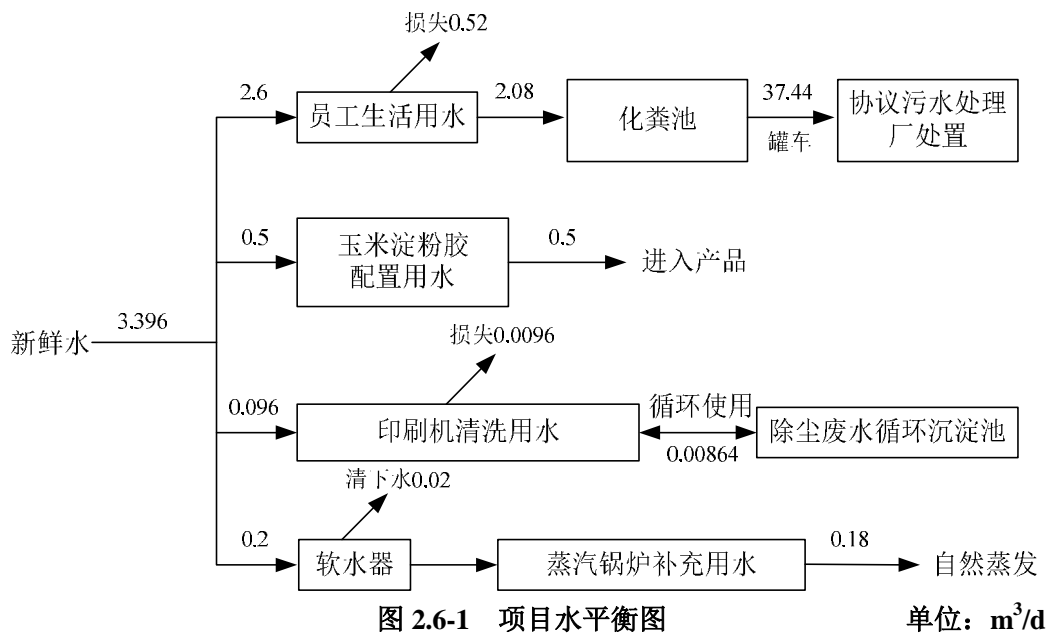 损失0.52
2.6
员工生活用水
2.08
化粪池
37.44
罐车
协议污水处理
厂处置
0.5
玉米淀粉胶
配置用水
0.5
进入产品
新鲜水
3.396
损失0.0096
0.096
印刷机清洗用水
循环使用
0.00864
除尘废水循环沉淀池
清下水0.02
0.2
软水器
蒸汽锅炉补充用水
0.18
自然蒸发
图 2.6-1 项目水平衡图 单位：m³/d